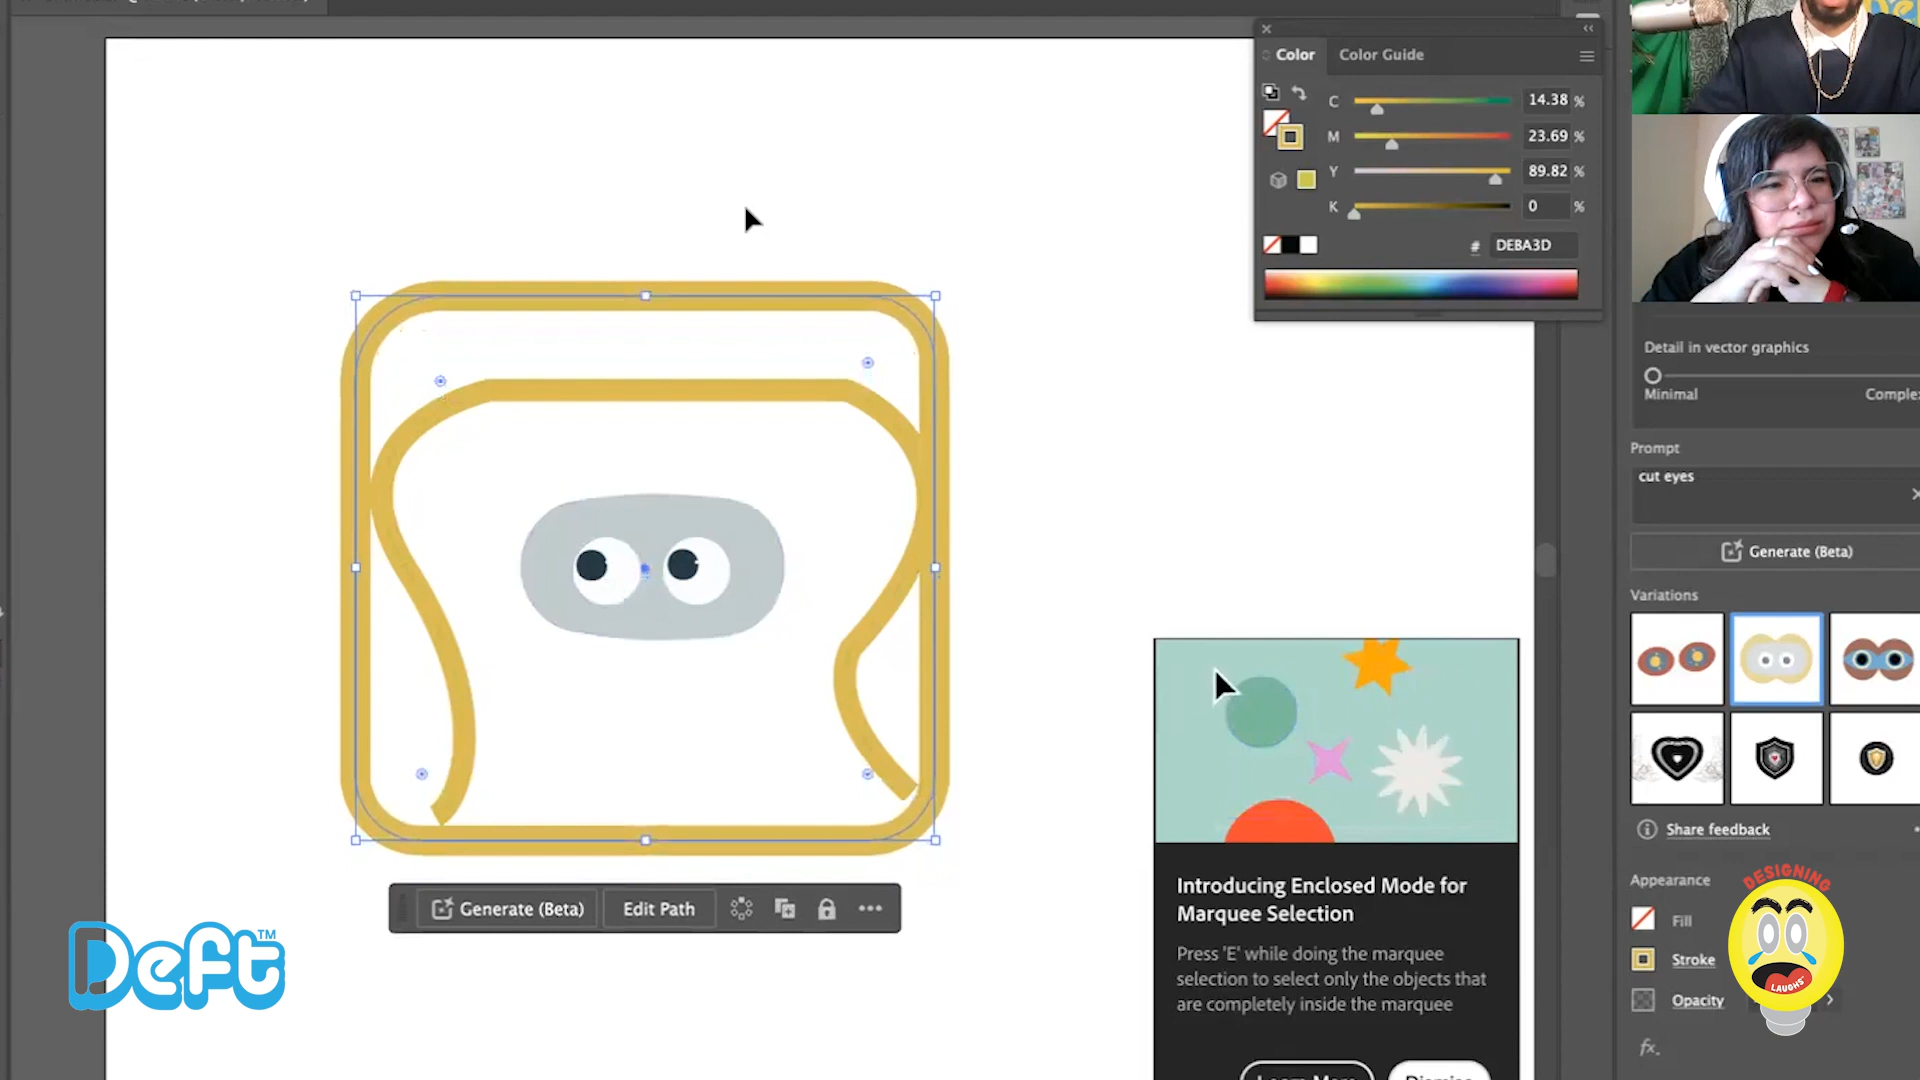 Color
Color Guide
C
14.38 %
M
23.69 %
Y
89.82 %
K
0 %
# DEBA3D
Detail in vector graphics
Minimal
Prompt
cut eyes
Generate (Beta)
Variations
Share feedback
Appearance
Fill
Stroke
Opacity
fx.
Generate (Beta)
Edit Path
Introducing Enclosed Mode for
Marquee Selection
Press 'E' while doing the marquee
selection to select only the objects that
are completely inside the marquee
Deft™
DESIGNING
LAUGHS